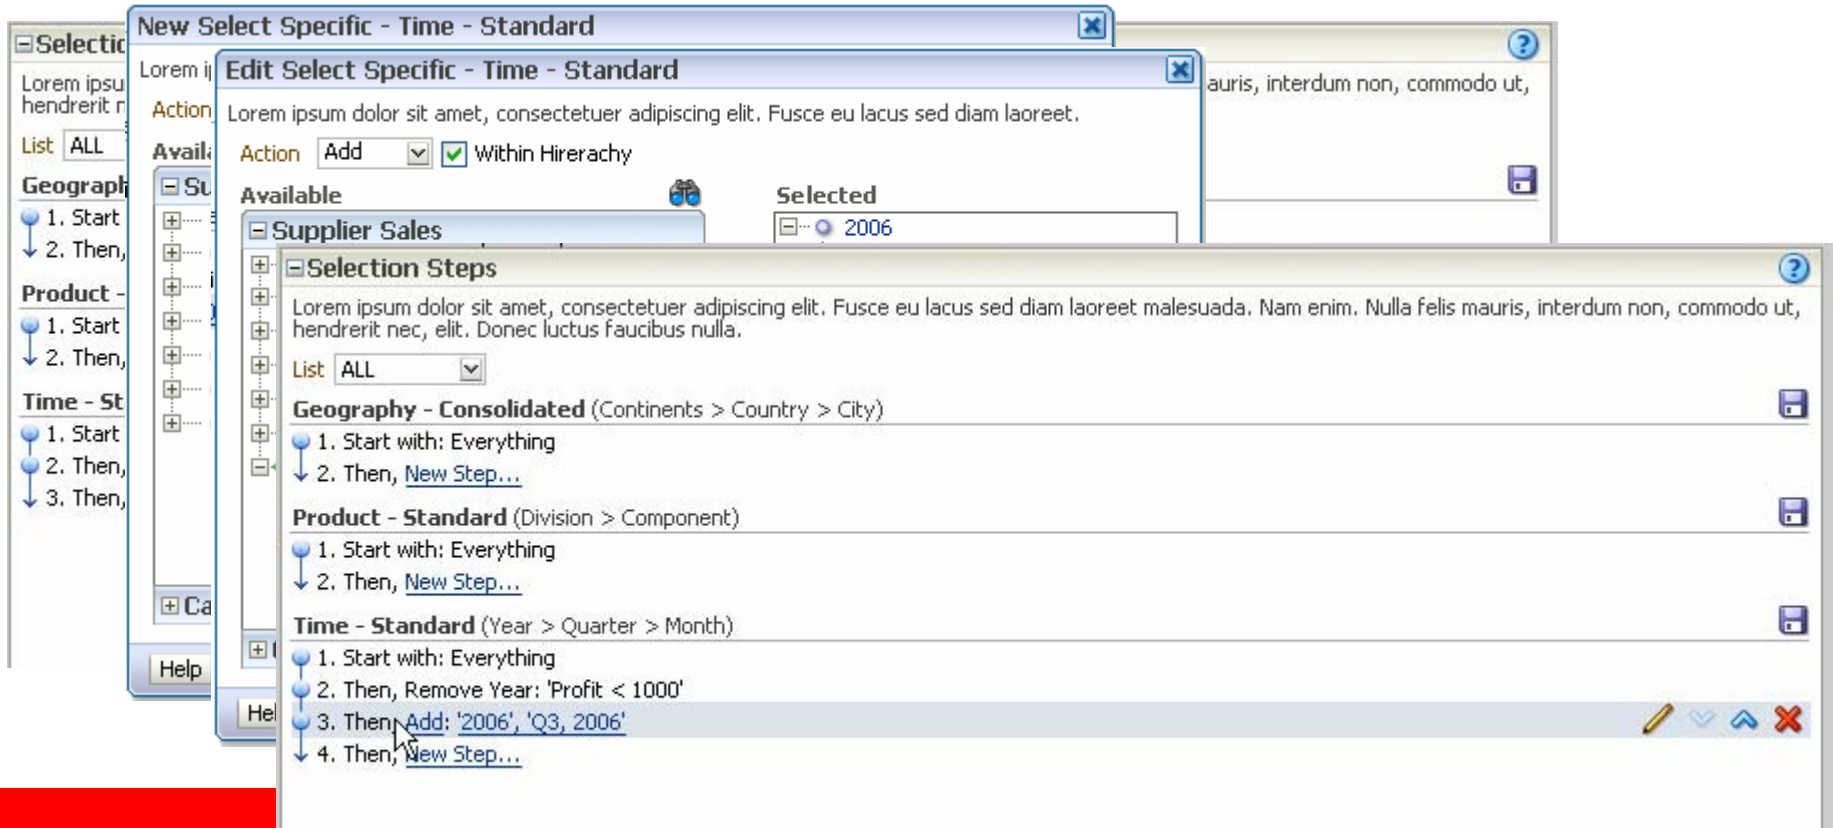 Selectio
Lorem ipsu
hendrerit n
List ALL
Geograph
1. Start
2. Then,
Product -
1. Start
2. Then,
Time - St
1. Start
2. Then,
3. Then,
New Select Specific - Time - Standard
Lorem i
Action
Availa
Su
Ca
Help
auris, interdum non, commodo ut,
Edit Select Specific - Time - Standard
Lorem ipsum dolor sit amet, consectetuer adipiscing elit. Fusce eu lacus sed diam laoreet.
Action Add Within Hirerachy
Available Selected
Supplier Sales 2006
Hel
Selection Steps
Lorem ipsum dolor sit amet, consectetuer adipiscing elit. Fusce eu lacus sed diam laoreet malesuada. Nam enim. Nulla felis mauris, interdum non, commodo ut,
hendrerit nec, elit. Donec luctus faucibus nulla.
List ALL
Geography - Consolidated (Continents > Country > City)
1. Start with: Everything
2. Then, New Step...
Product - Standard (Division > Component)
1. Start with: Everything
2. Then, New Step...
Time - Standard (Year > Quarter > Month)
1. Start with: Everything
2. Then, Remove Year: 'Profit < 1000'
3. Then, Add: '2006', 'Q3, 2006'
4. Then, New Step...